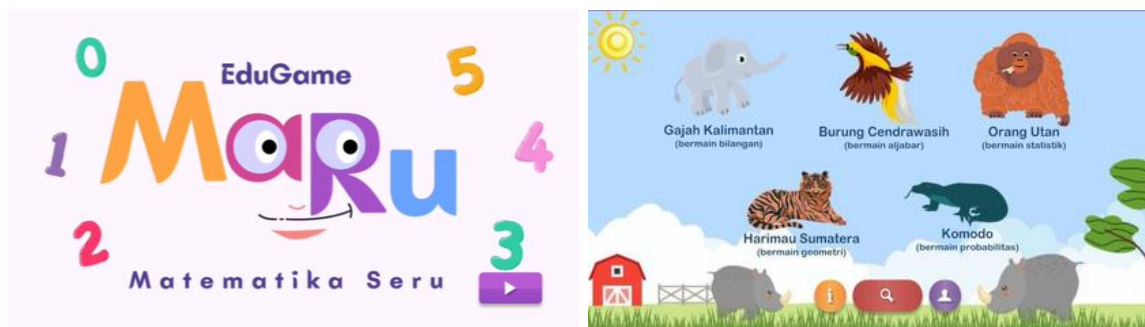 0
5
EduGame
MaRu
1
4
2
3
Matematika Seru
Gajah Kalimantan
(bermain bilangan)
Burung Cendrawasih
(bermain aljabar)
Orang Utan
(bermain statistik)
Harimau Sumatera
(bermain geometri)
Komodo
(bermain probabilitas)
i